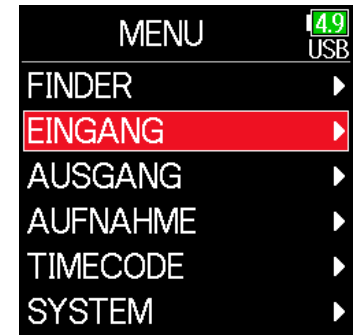 MENU
4.9
USB
FINDER
EINGANG
AUSGANG
AUFNAHME
TIMECODE
SYSTEM